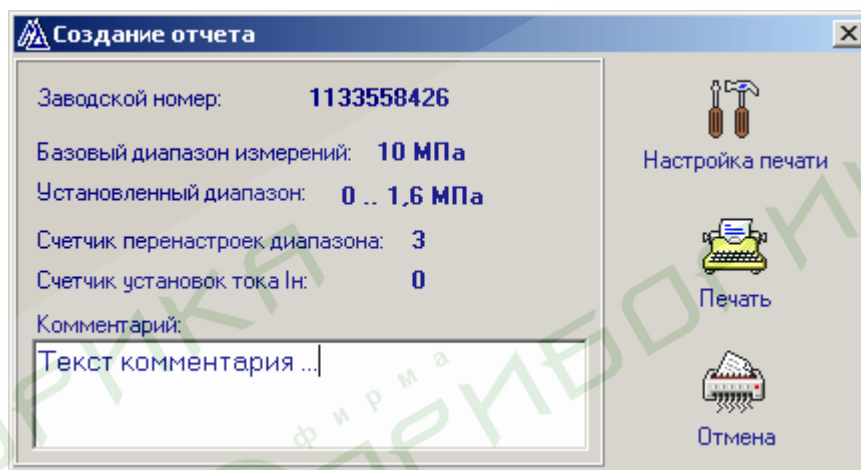 Создание отчета
Заводской номер: 1133558426
Базовый диапазон измерений: 10 МПа
Установленный диапазон: 0 .. 1,6 МПа
Счетчик перенастроек диапазона: 3
Счетчик установок тока Iн: 0
Комментарий:
Текст комментария ...
Настройка печати
Печать
Отмена
фирма